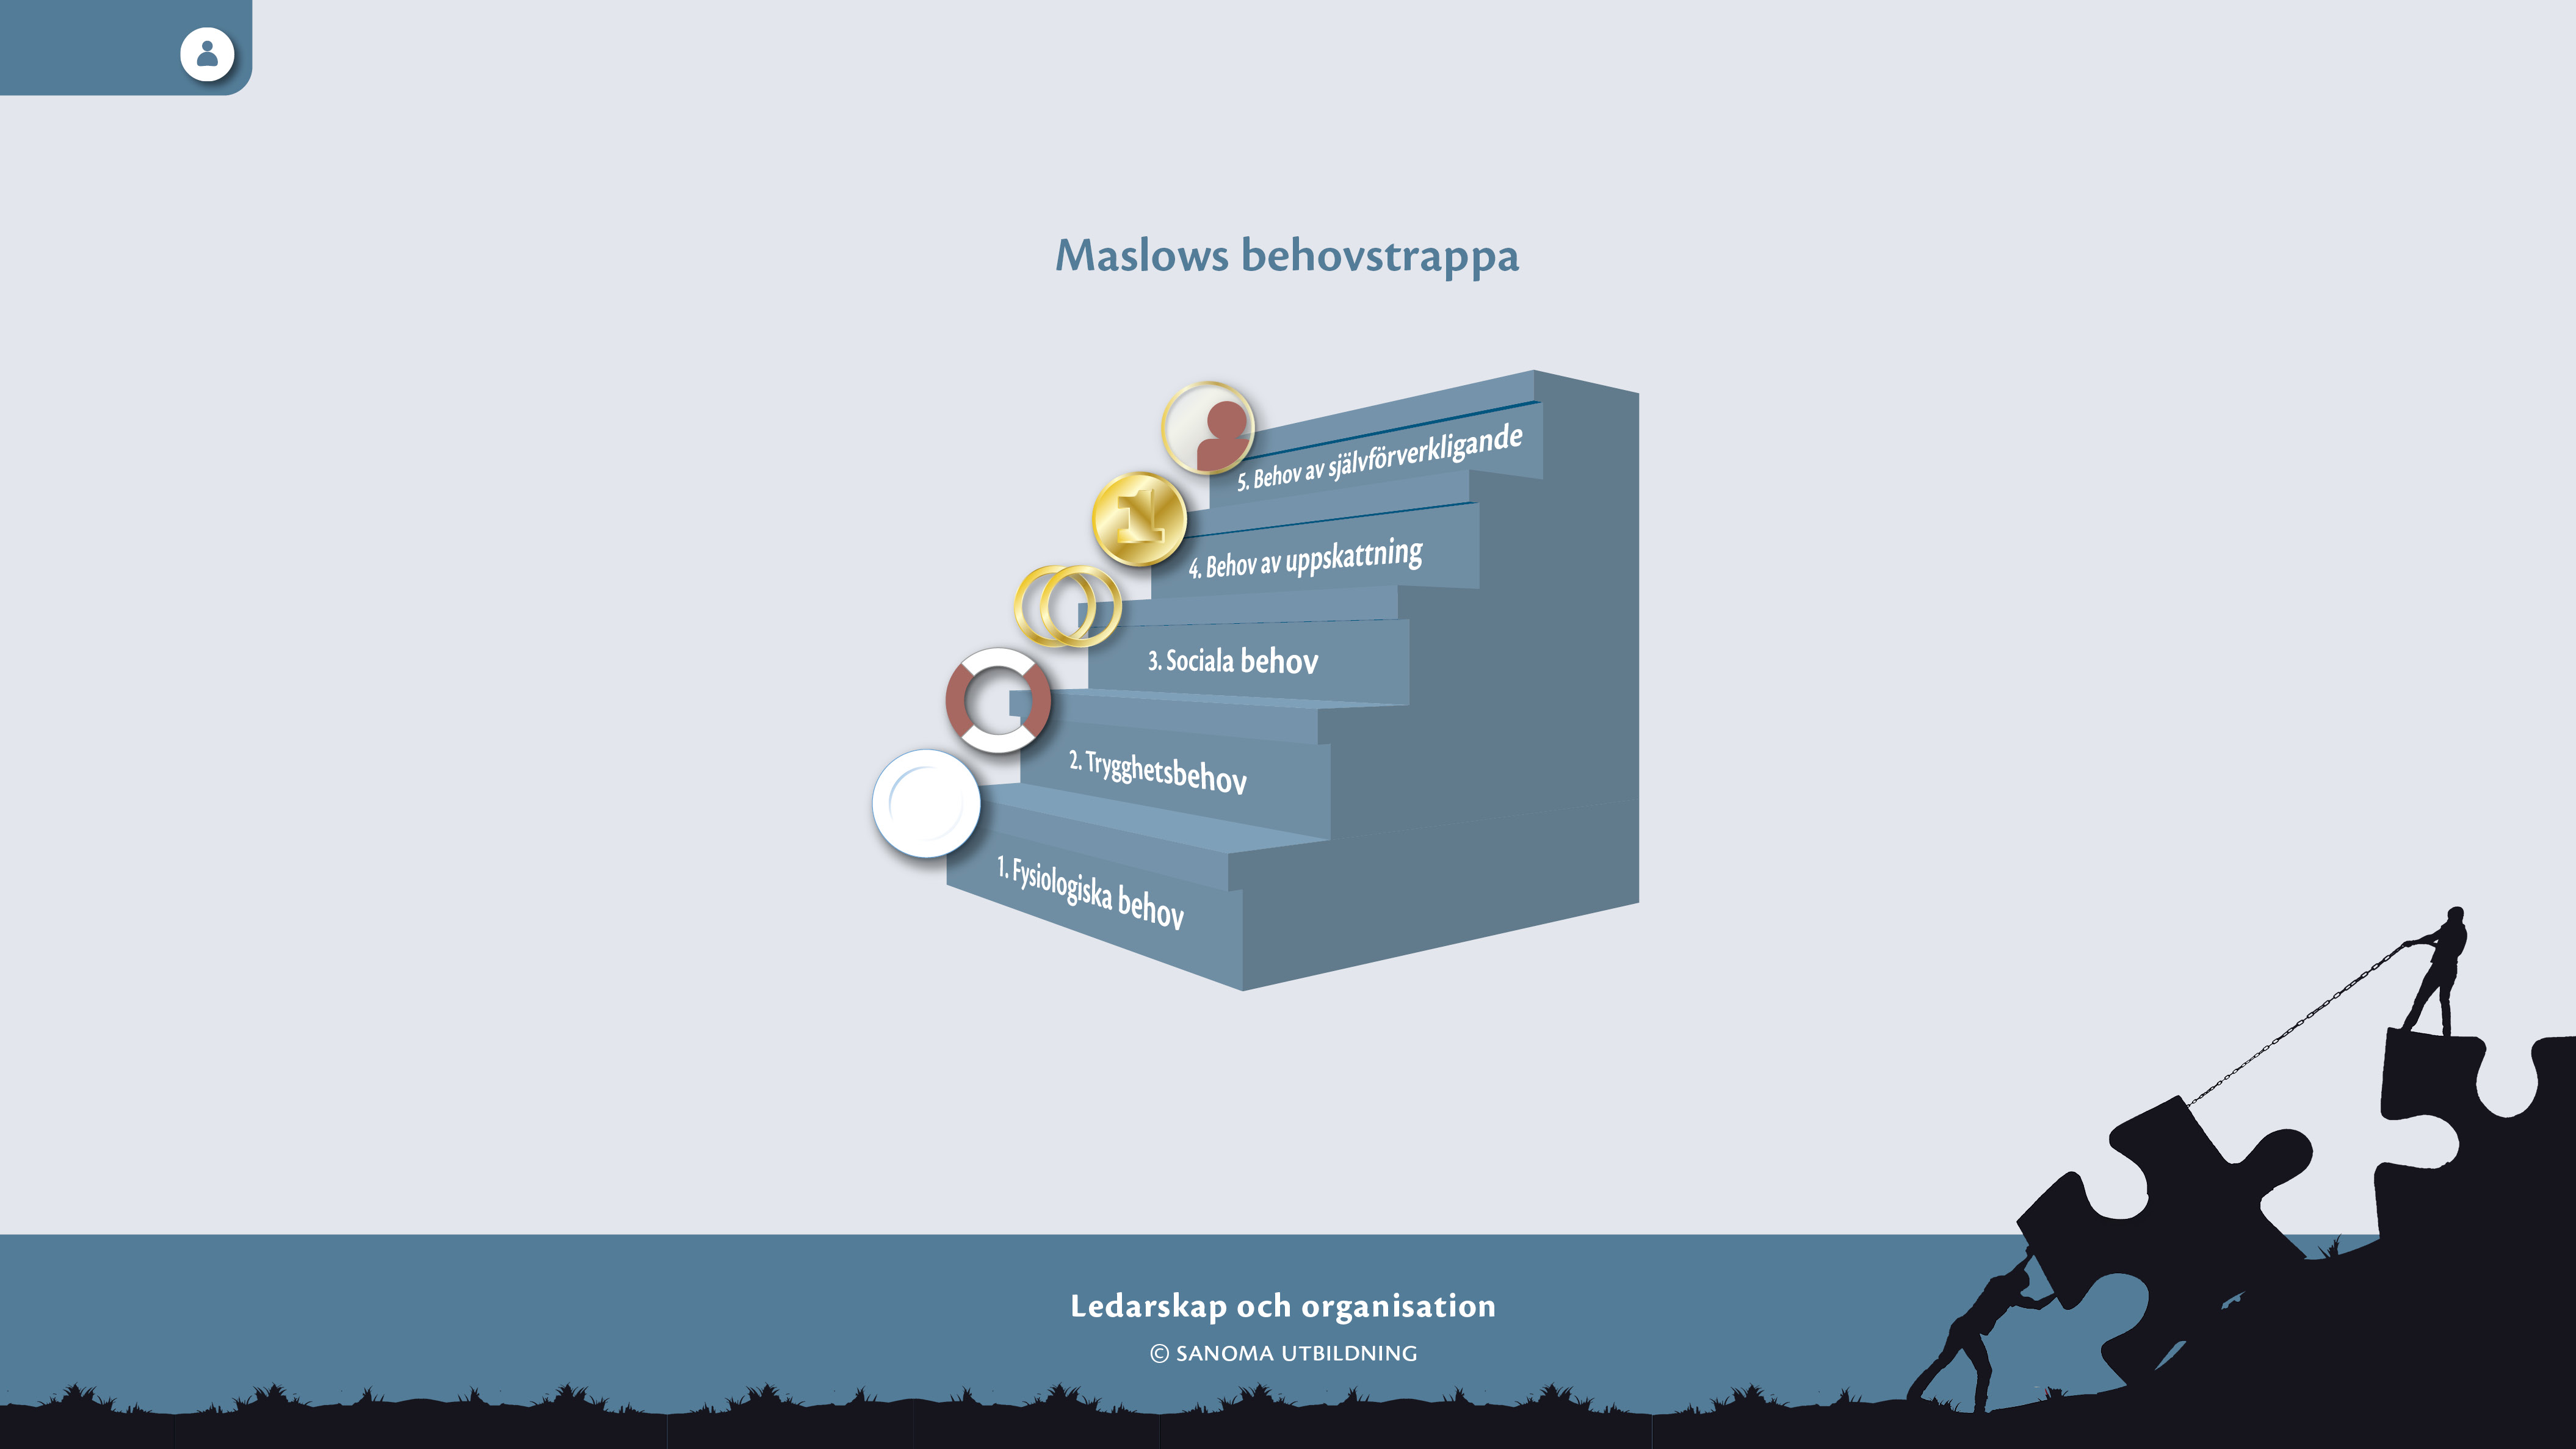 Maslows behovstrappa
1
5. Behov av självförverkligande
4. Behov av uppskattning
3. Sociala behov
2. Trygghetsbehov
1. Fysiologiska behov
Ledarskap och organisation
© SANOMA UTBILDNING